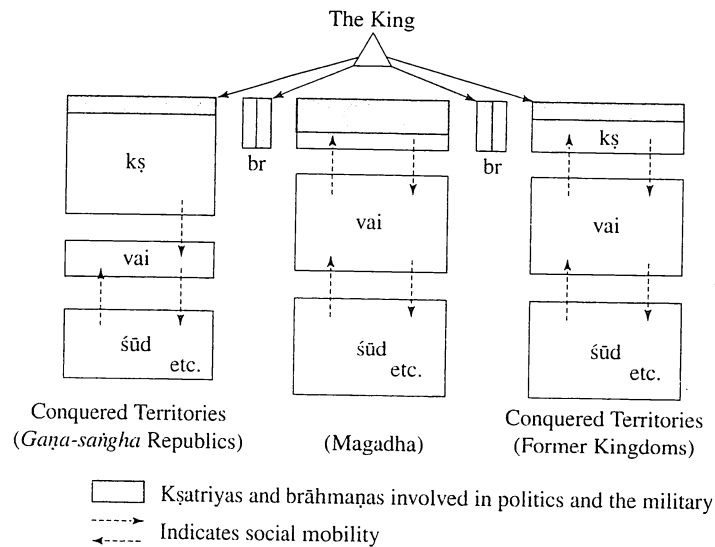 The King
kṣ
br
br
kṣ
vai
vai
vai
śūd
etc.
śūd
etc.
śūd
etc.
Conquered Territories
(Gaṇa-saṅgha Republics)
(Magadha)
Conquered Territories
(Former Kingdoms)
Kṣatriyas and brāhmaṇas involved in politics and the military
Indicates social mobility